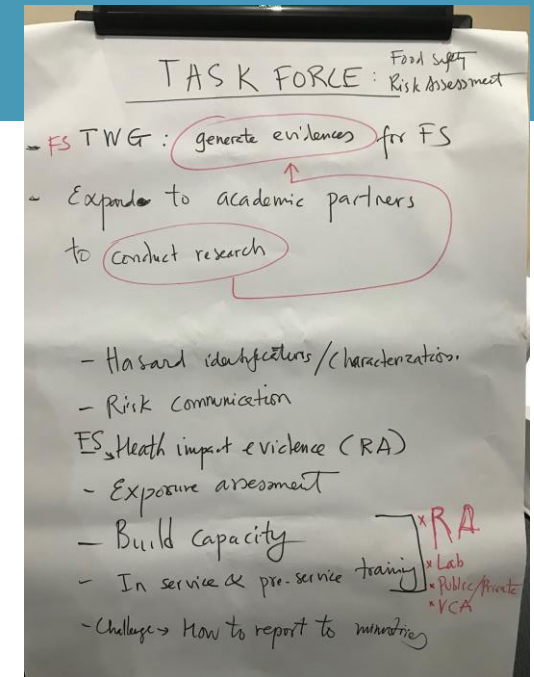 TASK FORCE : Food safety
Risk Assessment
- FS TWG : generate evidences for FS
- Expand to academic partners
to conduct research
- Hasard identifications/characterization.
- Risk Communication
FS, Heath impact evidence (RA)
- Exposure assessment
- Build capacity
- In service & pre-service training
× RA
× Lab
× Public/Private
× VCA
- Challenge → How to report to ministries